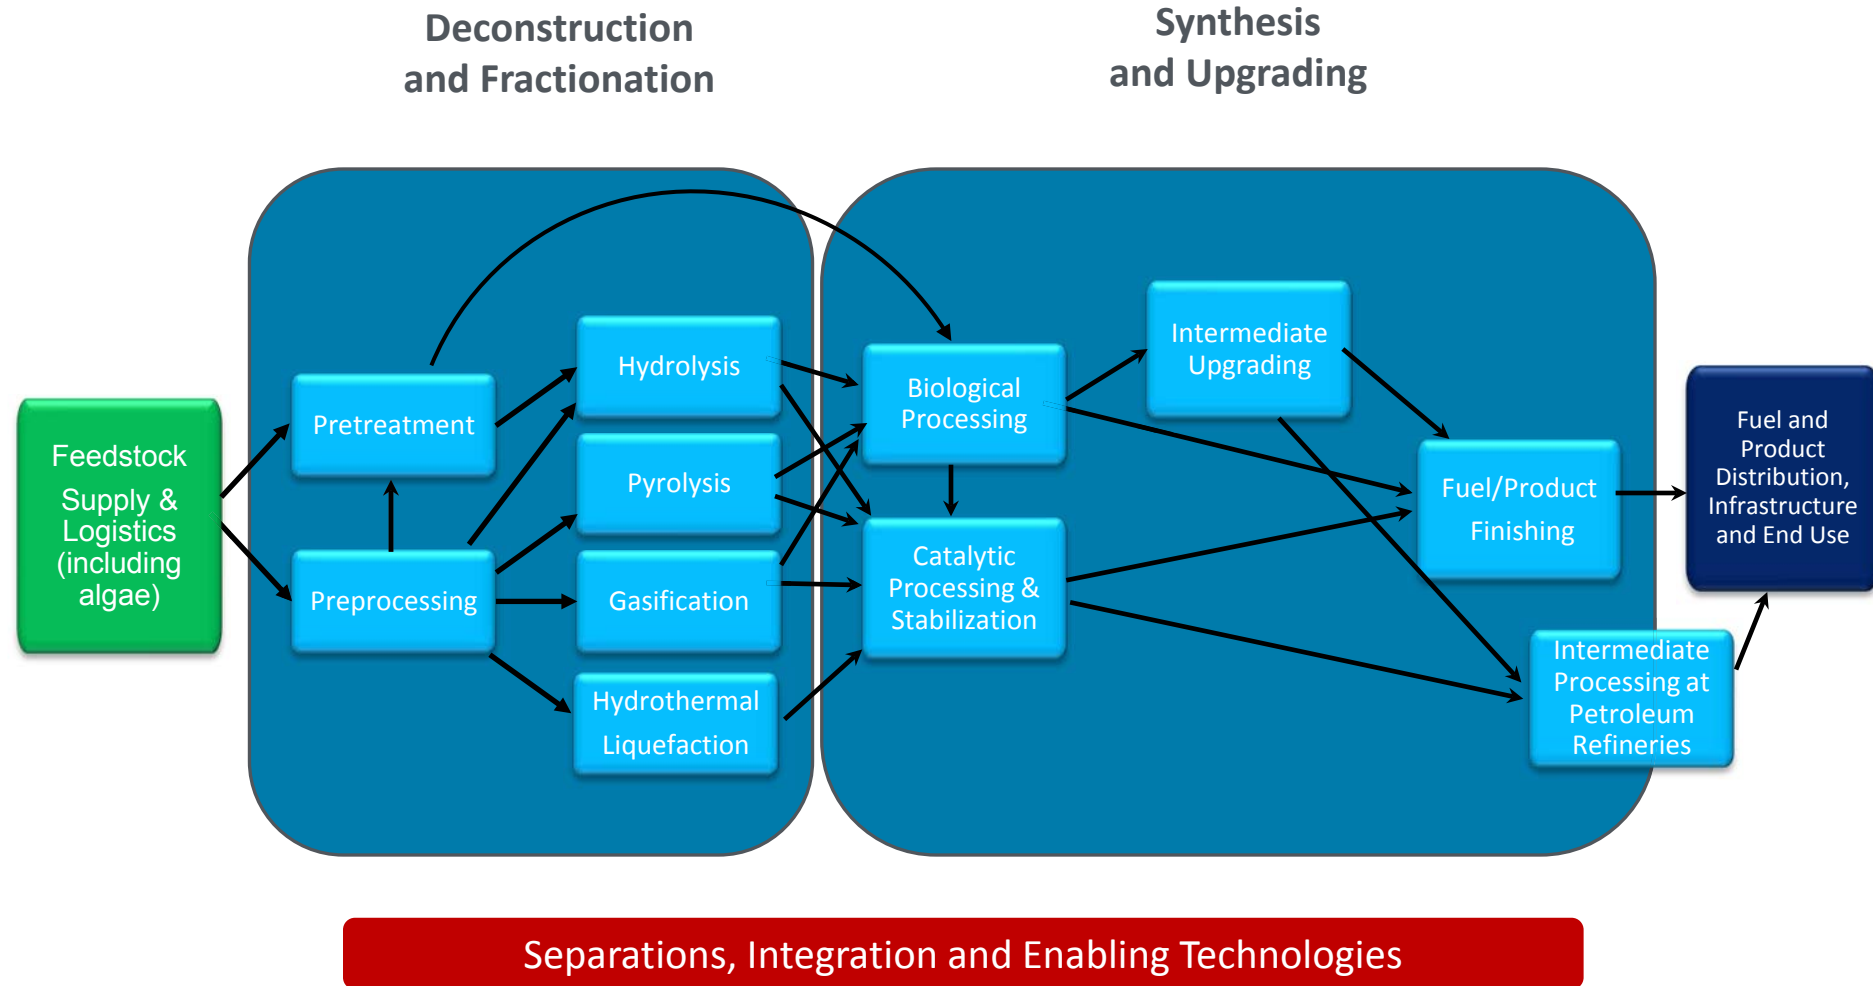 Deconstruction
and Fractionation
Synthesis
and Upgrading
Feedstock
Supply &
Logistics
(including
algae)
Pretreatment
Preprocessing
Hydrolysis
Pyrolysis
Gasification
Hydrothermal
Liquefaction
Biological
Processing
Catalytic
Processing &
Stabilization
Intermediate
Upgrading
Fuel/Product
Finishing
Intermediate
Processing at
Petroleum
Refineries
Fuel and
Product
Distribution,
Infrastructure
and End Use
Separations, Integration and Enabling Technologies